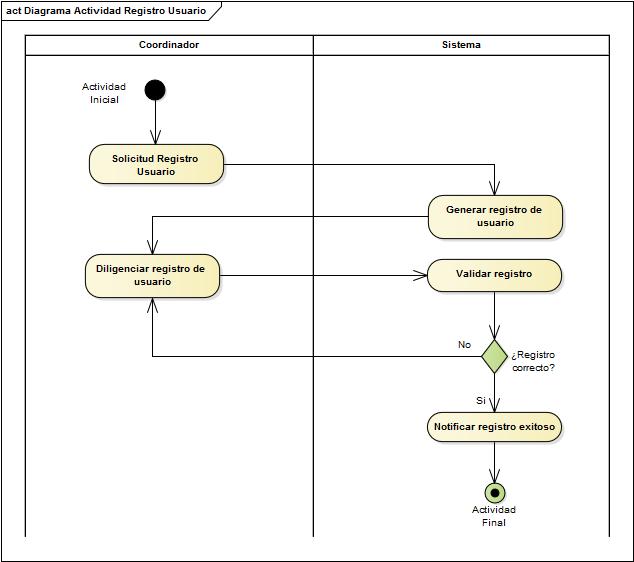 act Diagrama Actividad Registro Usuario
Coordinador
Sistema
Actividad
Inicial
Solicitud Registro
Usuario
Generar registro de
usuario
Diligenciar registro de
usuario
Validar registro
No
¿Registro
correcto?
Si
Notificar registro exitoso
Actividad
Final